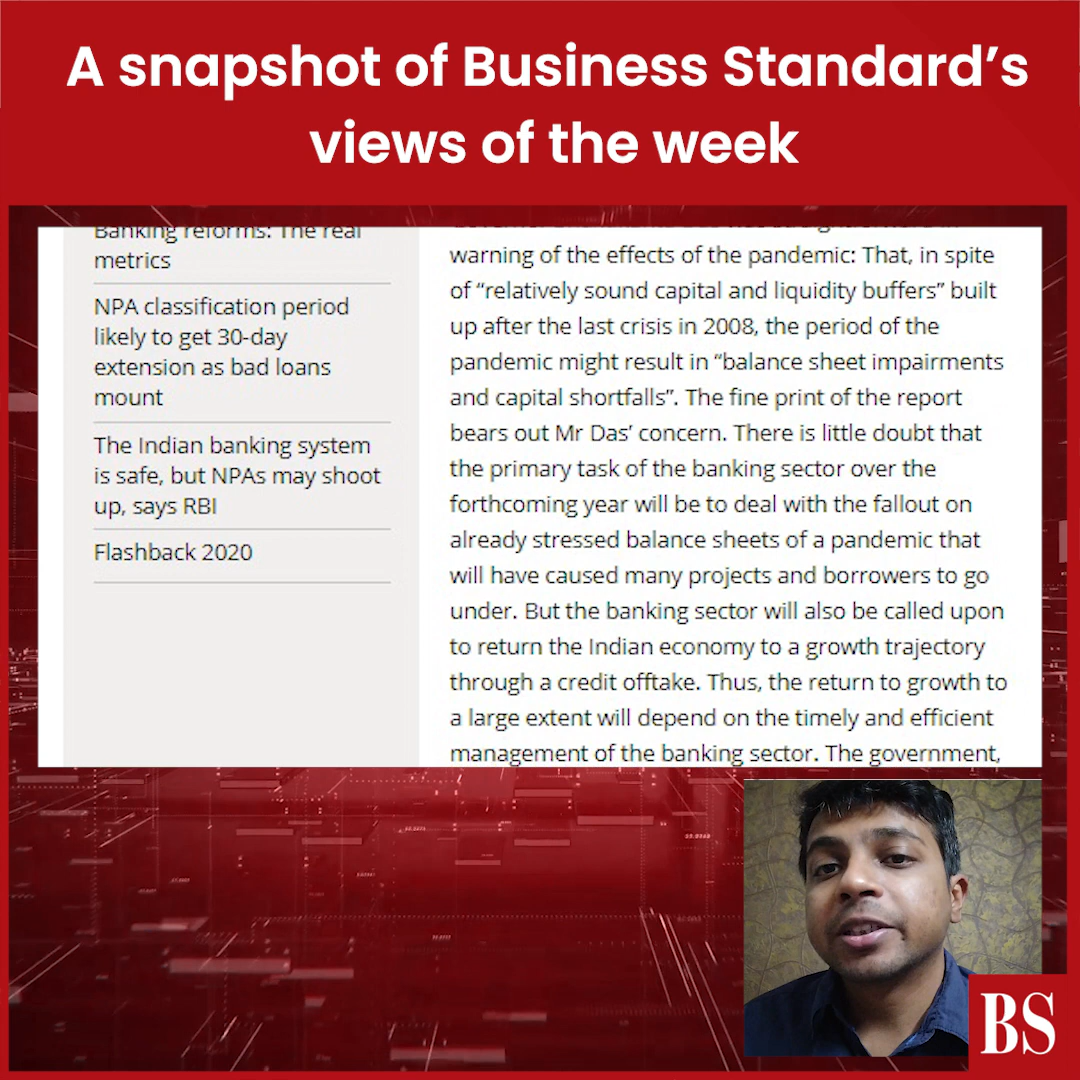 A snapshot of Business Standard's
views of the week
Banking reforms: The real
metrics
NPA classification period
likely to get 30-day
extension as bad loans
mount
The Indian banking system
is safe, but NPAs may shoot
up, says RBI
Flashback 2020
warning of the effects of the pandemic: That, in spite
of “relatively sound capital and liquidity buffers” built
up after the last crisis in 2008, the period of the
pandemic might result in “balance sheet impairments
and capital shortfalls”. The fine print of the report
bears out Mr Das’ concern. There is little doubt that
the primary task of the banking sector over the
forthcoming year will be to deal with the fallout on
already stressed balance sheets of a pandemic that
will have caused many projects and borrowers to go
under. But the banking sector will also be called upon
to return the Indian economy to a growth trajectory
through a credit offtake. Thus, the return to growth to
a large extent will depend on the timely and efficient
management of the banking sector. The government,
BS